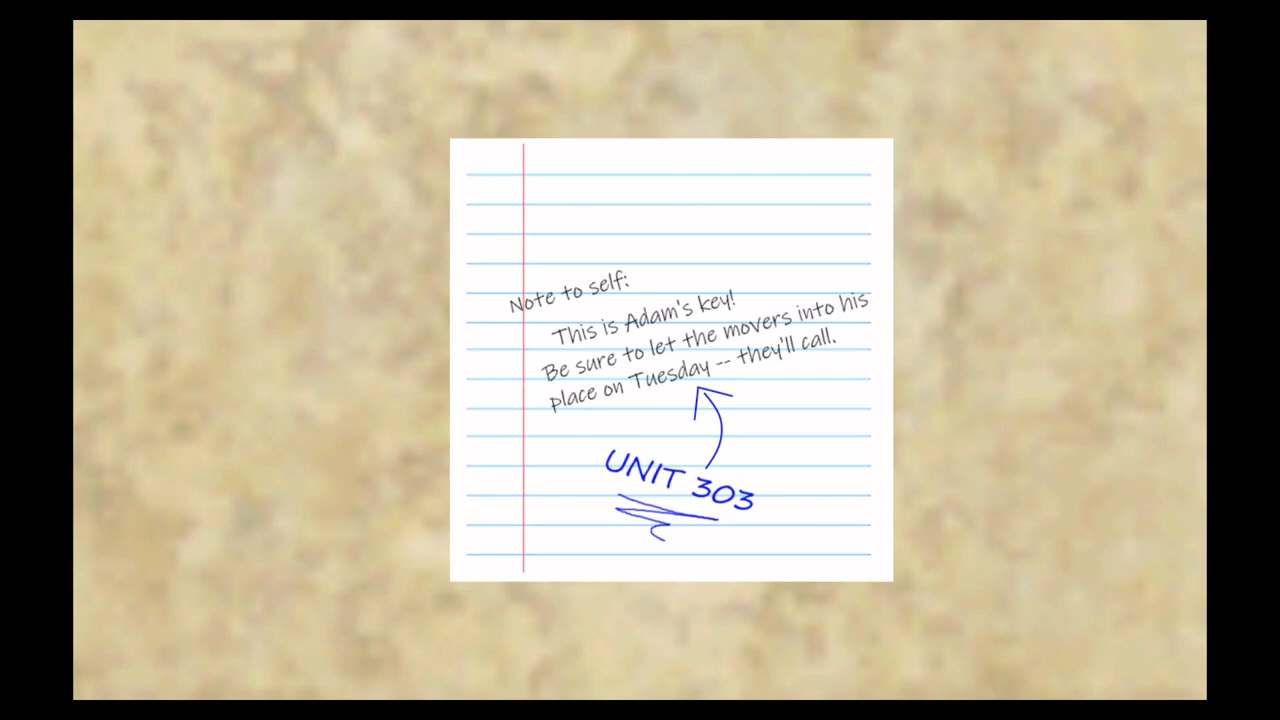 Note to self:
This is Adam's key!
Be sure to let the movers into his
place on Tuesday -- they'll call.
UNIT 303